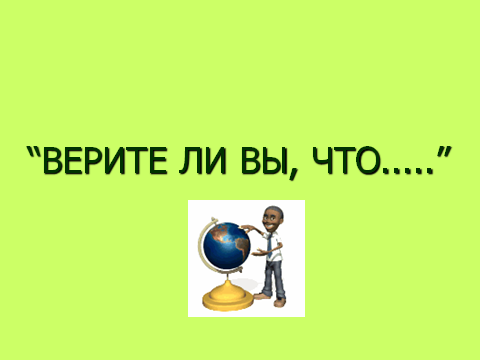 “ВЕРИТЕ ЛИ ВЫ, ЧТО.....”